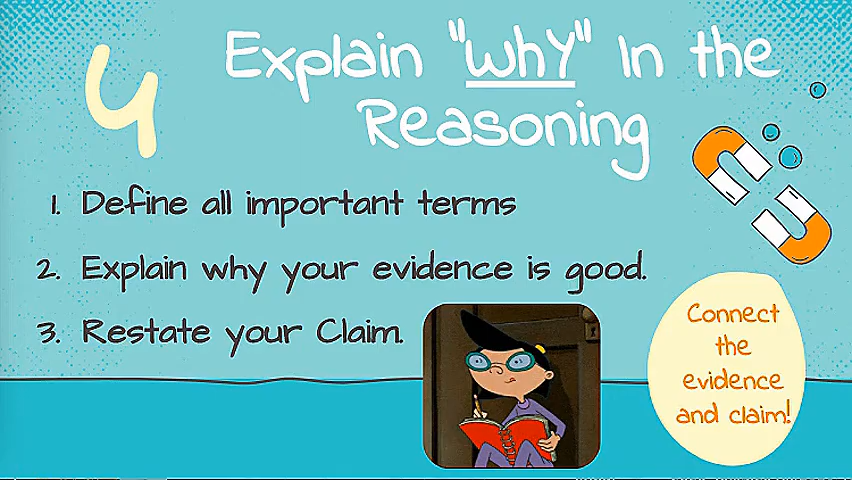 4
Explain "WhY" In the
Reasoning
1. Define all important terms
2. Explain why your evidence is good.
3. Restate your Claim.
Connect
the
evidence
and claim!